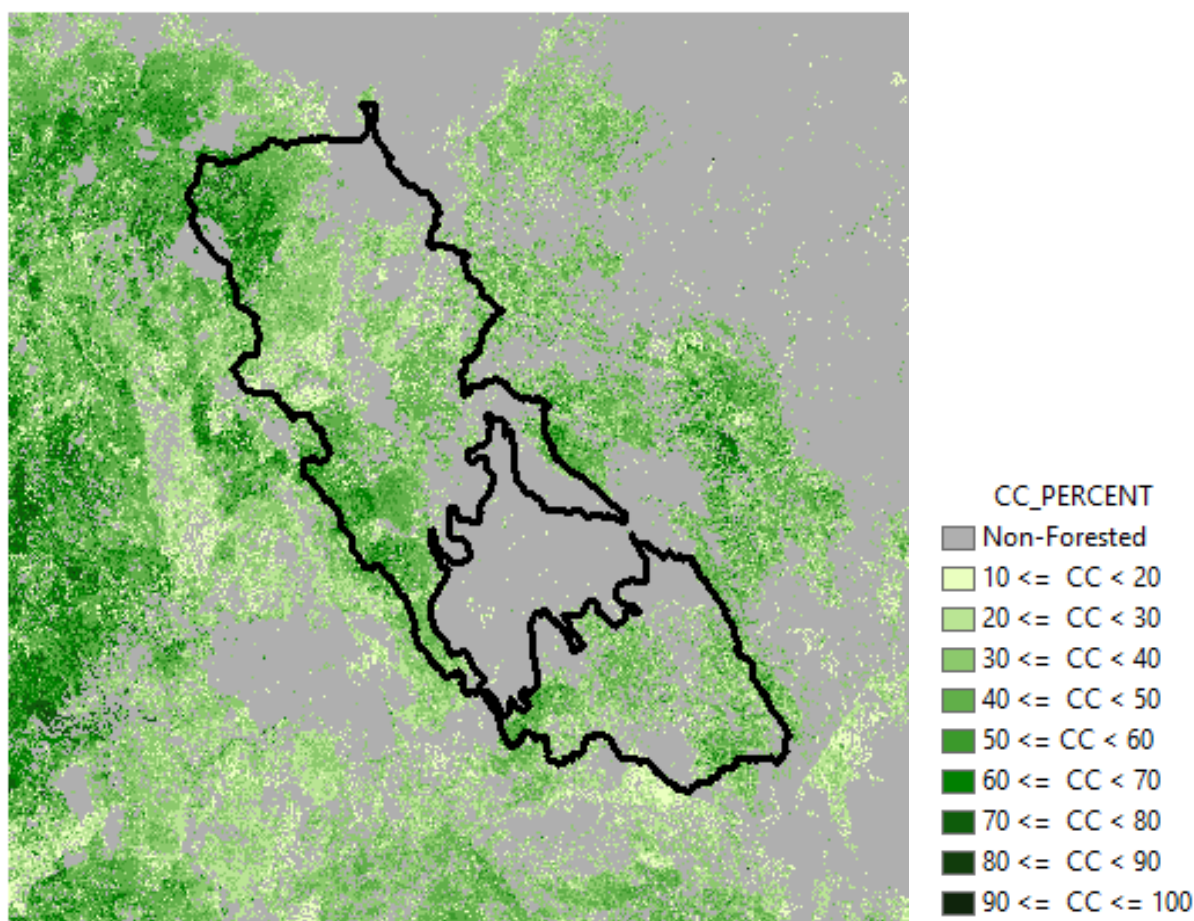 CC_PERCENT
Non-Forested
10 <= CC < 20
20 <= CC < 30
30 <= CC < 40
40 <= CC < 50
50 <= CC < 60
60 <= CC < 70
70 <= CC < 80
80 <= CC < 90
90 <= CC <= 100